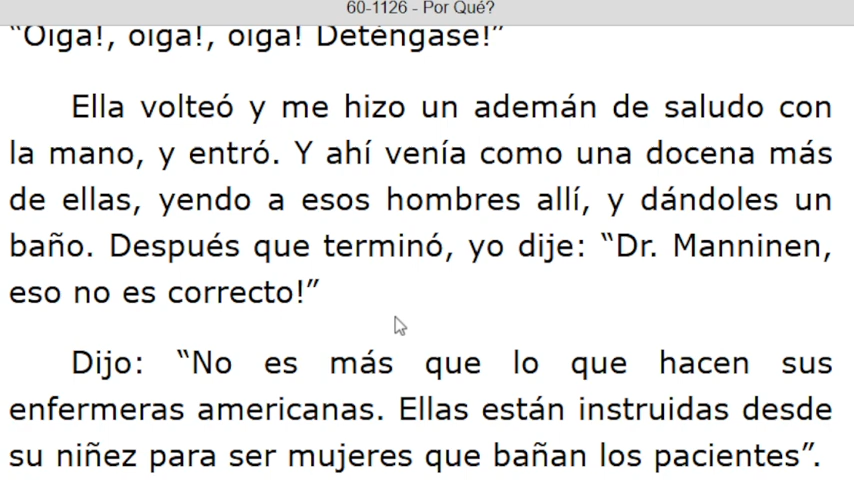 60-1126 - Por Qué?
“Oiga!, oiga!, oiga! Deténgase!”
Ella volteó y me hizo un ademán de saludo con
la mano, y entró. Y ahí venía como una docena más
de ellas, yendo a esos hombres allí, y dándoles un
baño. Después que terminó, yo dije: “Dr. Manninen,
eso no es correcto!”
Dijo: “No es más que lo que hacen sus
enfermeras americanas. Ellas están instruidas desde
su niñez para ser mujeres que bañan los pacientes”.